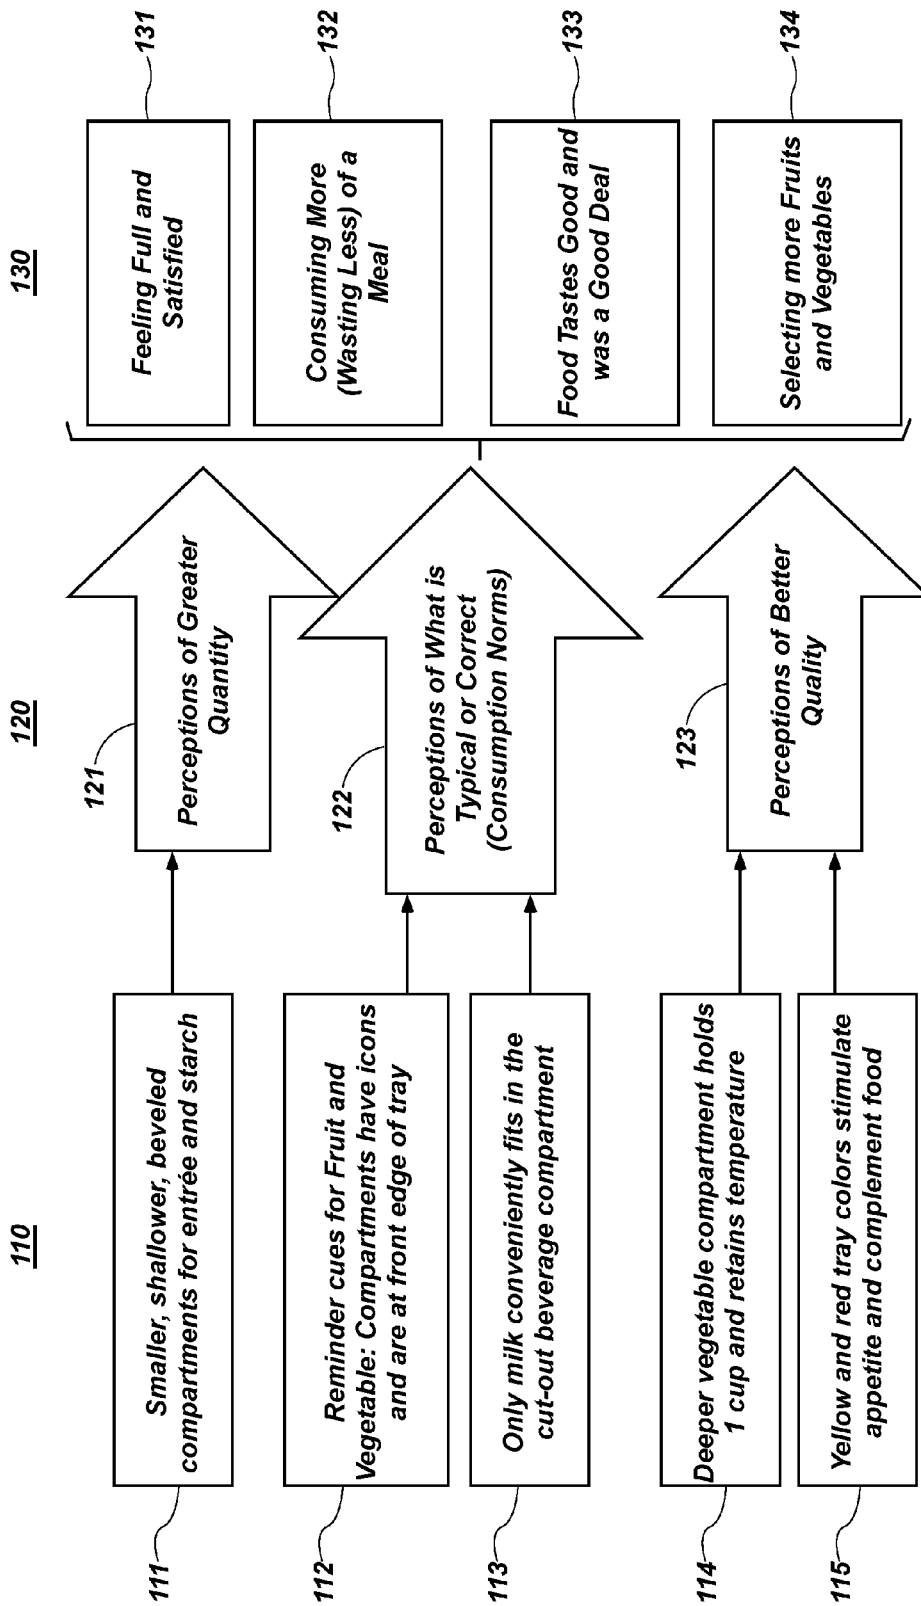 110
111
Smaller, shallower, beveled
compartments for entrée and starch
112
Reminder cues for Fruit and
Vegetable: Compartments have icons
and are at front edge of tray
113
Only milk conveniently fits in the
cut-out beverage compartment
114
Deeper vegetable compartment holds
1 cup and retains temperature
115
Yellow and red tray colors stimulate
appetite and complement food
120
121
Perceptions of Greater
Quantity
122
Perceptions of What is
Typical or Correct
(Consumption Norms)
123
Perceptions of Better
Quality
130
131
Feeling Full and
Satisfied
132
Consuming More
(Wasting Less) of a
Meal
133
Food Tastes Good and
was a Good Deal
134
Selecting more Fruits
and Vegetables